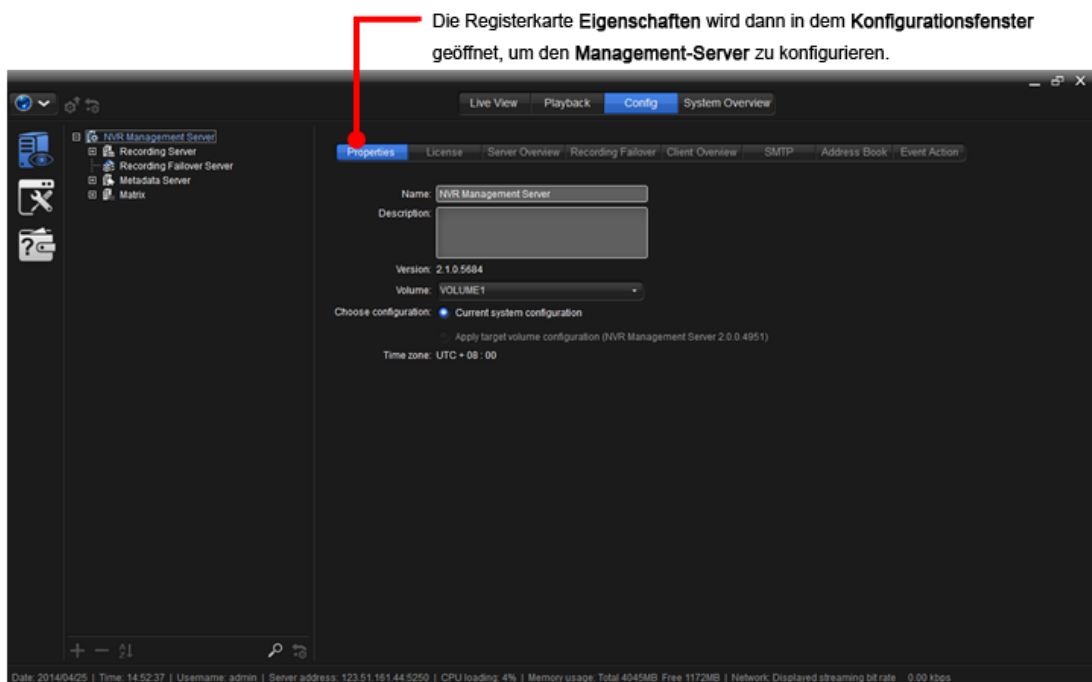 Die Registerkarte Eigenschaften wird dann in dem Konfigurationsfenster
geöffnet, um den Management-Server zu konfigurieren.
Live View Playback Config System Overview
NVR Management Server
Recording Server
Recording Failover Server
Metadata Server
Matrix
Properties License Server Overview Recording Failover Client Overview SMTP Address Book Event Action
Name: NVR Management Server
Description:
Version: 2.1.0.5684
Volume: VOLUME1
Choose configuration: Current system configuration
Apply target volume configuration (NVR Management Server 2.0.0.4951)
Time zone: UTC + 08 : 00
Date: 2014/04/25 | Time: 14:52:37 | Username: admin | Server address: 123.51.161.44:5250 | CPU loading: 4% | Memory usage: Total 4045MB Free 1172MB | Network: Displayed streaming bit rate 0.00 kbps